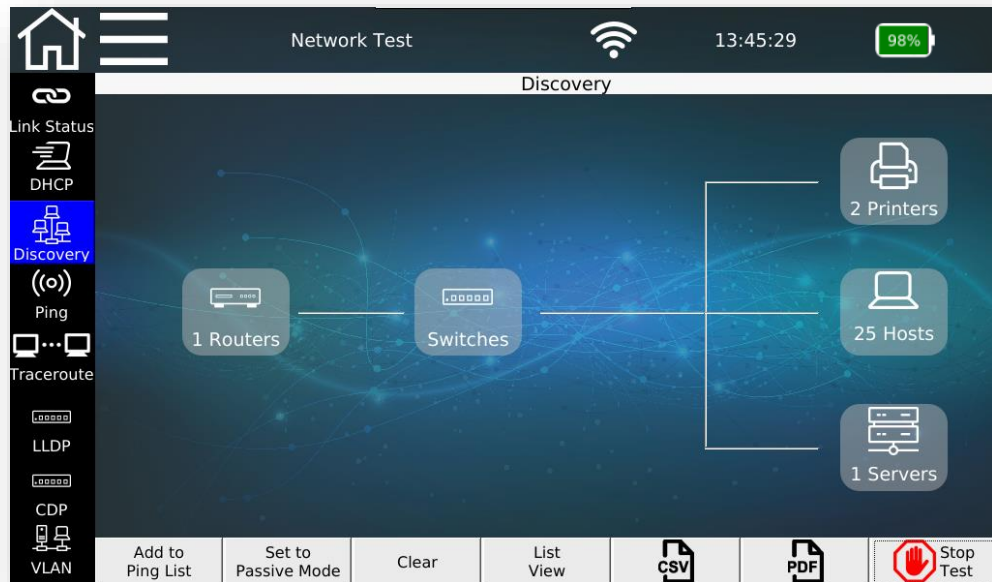 Network Test
13:45:29
98%
Discovery
Link Status
DHCP
Discovery
Ping
Traceroute
LLDP
CDP
VLAN
1 Routers
Switches
2 Printers
25 Hosts
1 Servers
Add to
Ping List
Set to
Passive Mode
Clear
List
View
CSV
PDF
Stop
Test